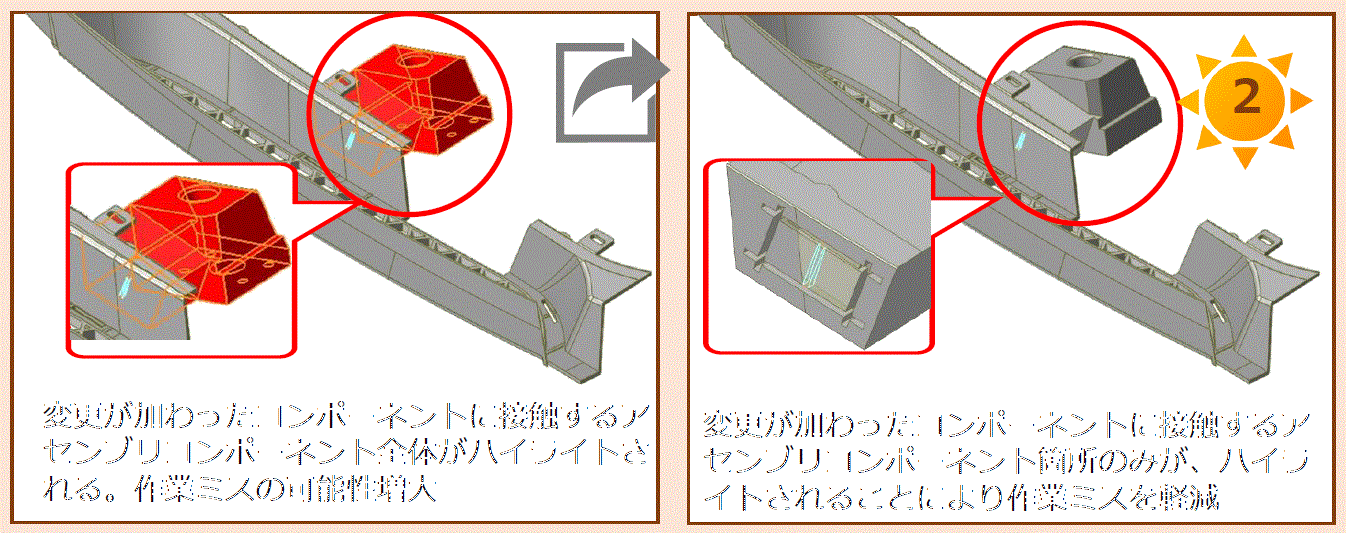 変更が加わったコンポーネントに接触するア
センブリコンポーネント全体がハイライトさ
れる。作業ミスの可能性増大
2
変更が加わったコンポーネントに接触するア
センブリコンポーネント箇所のみが、ハイラ
イトされることにより作業ミスを軽減